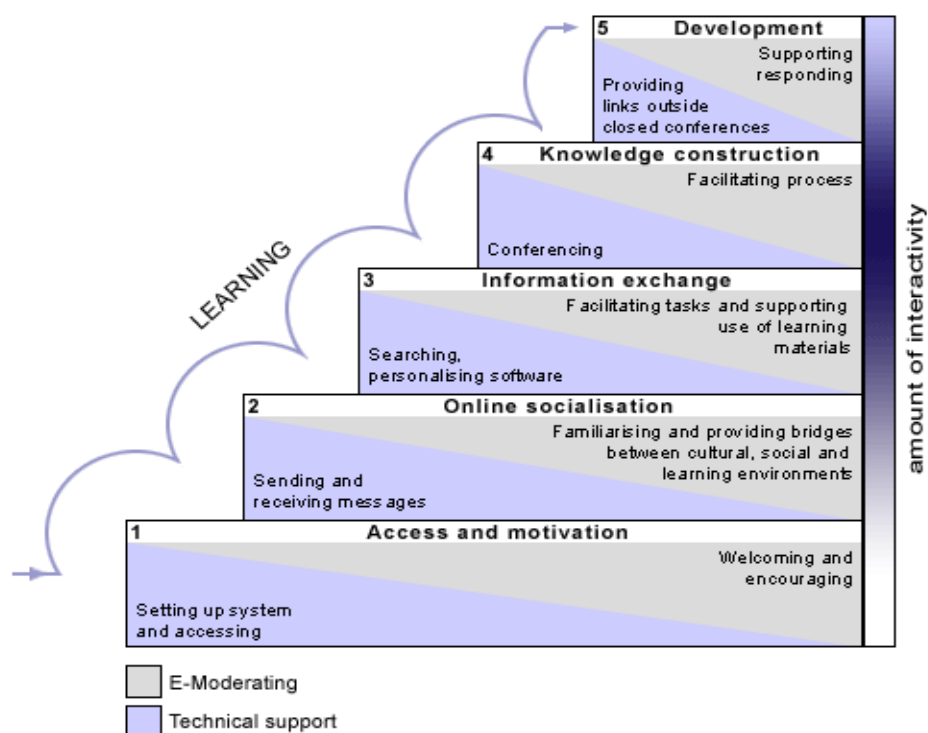 5 Development
Supporting
responding
Providing
links outside
closed conferences
4 Knowledge construction
Facilitating process
Conferencing
3 Information exchange
Facilitating tasks and supporting
use of learning
materials
Searching,
personalising software
2 Online socialisation
Familiarising and providing bridges
between cultural, social and
learning environments
Sending and
receiving messages
1 Access and motivation
Welcoming and
encouraging
Setting up system
and accessing
LEARNING
amount of interactivity
E-Moderating
Technical support